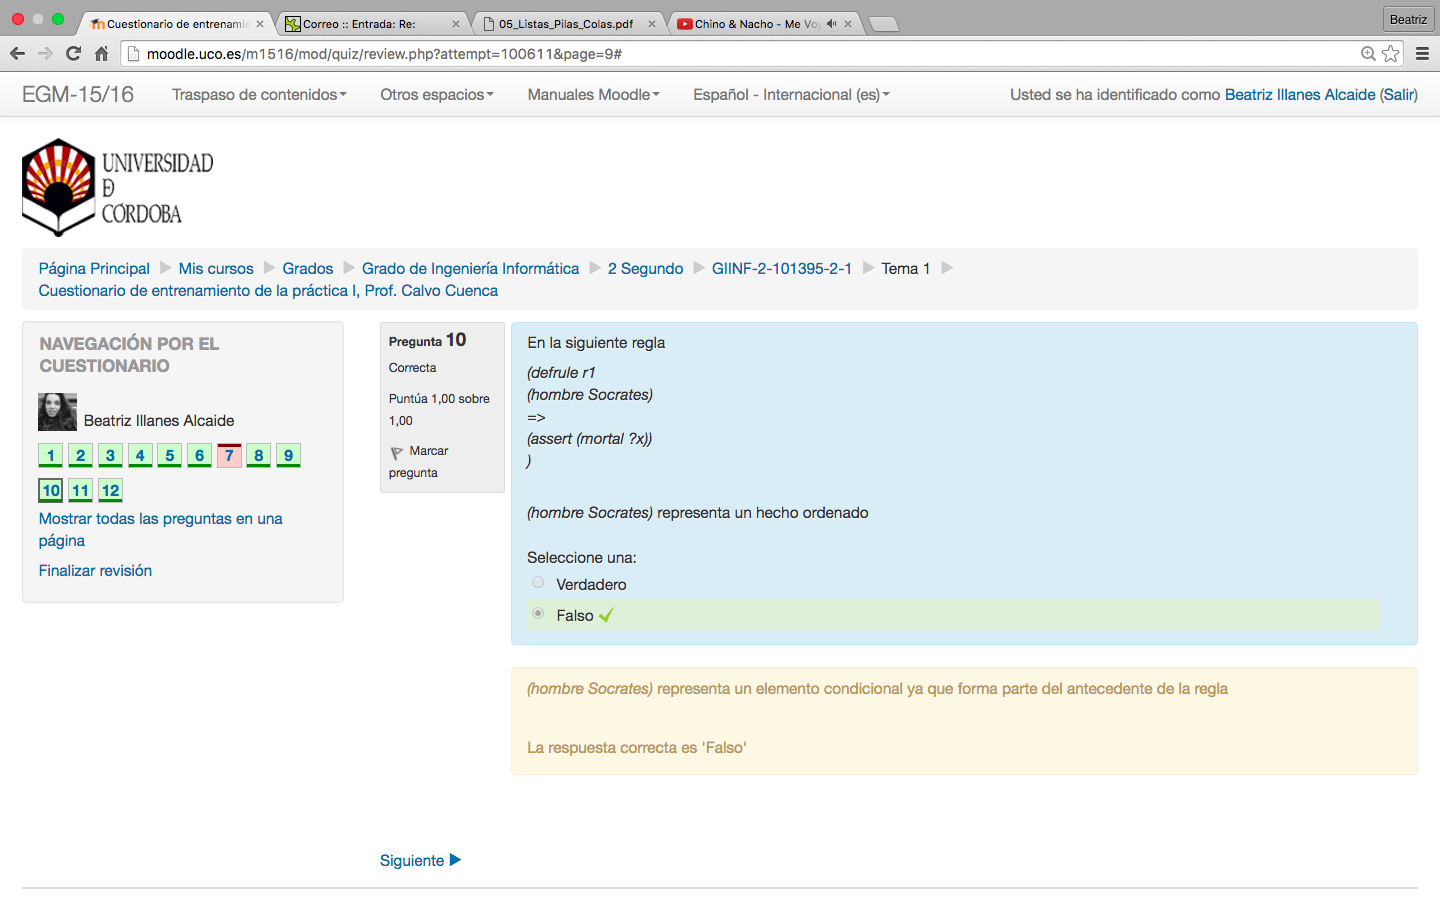 Cuestionario de entrenamie
Correo :: Entrada: Re:
05_Listas_Pilas_Colas.pdf
Chino & Nacho - Me Voy
Beatriz
moodle.uco.es/m1516/mod/quiz/review.php?attempt=100611&page=9#
EGM-15/16
Traspaso de contenidos
Otros espacios
Manuales Moodle
Español - Internacional (es)
Usted se ha identificado como Beatriz Illanes Alcaide (Salir)
UNIVERSIDAD
Ð
CÓRDOBA
Página Principal
Mis cursos
Grados
Grado de Ingeniería Informática
2 Segundo
GIINF-2-101395-2-1
Tema 1
Cuestionario de entrenamiento de la práctica I, Prof. Calvo Cuenca
NAVEGACIÓN POR EL
CUESTIONARIO
Beatriz Illanes Alcaide
1 2 3 4 5 6 7 8 9
10 11 12
Mostrar todas las preguntas en una
página
Finalizar revisión
Pregunta 10
Correcta
Puntúa 1,00 sobre
1,00
Marcar
pregunta
En la siguiente regla
(defrule r1
(hombre Socrates)
=>
(assert (mortal ?x))
)
(hombre Socrates) representa un hecho ordenado
Seleccione una:
Verdadero
Falso
(hombre Socrates) representa un elemento condicional ya que forma parte del antecedente de la regla
La respuesta correcta es 'Falso'
Siguiente